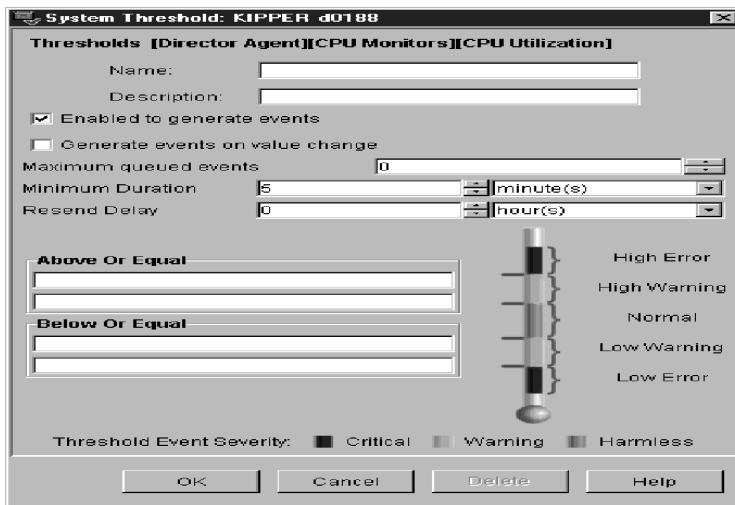 System Threshold: KIPPER d0188
Thresholds [Director Agent][CPU Monitors][CPU Utilization]
Name:
Description:
Enabled to generate events
Generate events on value change
Maximum queued events 0
Minimum Duration 5 minute(s)
Resend Delay 0 hour(s)
Above Or Equal
Below Or Equal
High Error
High Warning
Normal
Low Warning
Low Error
Threshold Event Severity: Critical Warning Harmless
OK Cancel Delete Help